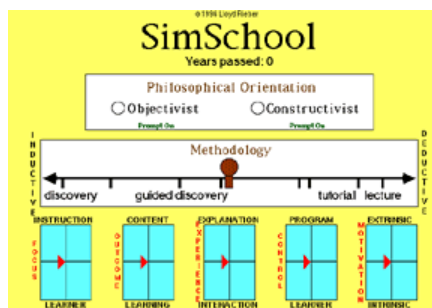 © 1996 Lloyd Rieber
SimSchool
Years passed: 0
Philosophical Orientation
Objectivist Constructivist
Prompt On Prompt On
INDUCTIVE
DEDUCTIVE
Methodology
discovery guided discovery tutorial lecture
INSTRUCTION CONTENT EXPLANATION PROGRAM EXTRINSIC
FOCUS OUTCOME EXPERIENCE CONTROL MOTIVATION
LEARNER LEARNING INTERACTION LEARNER INTRINSIC